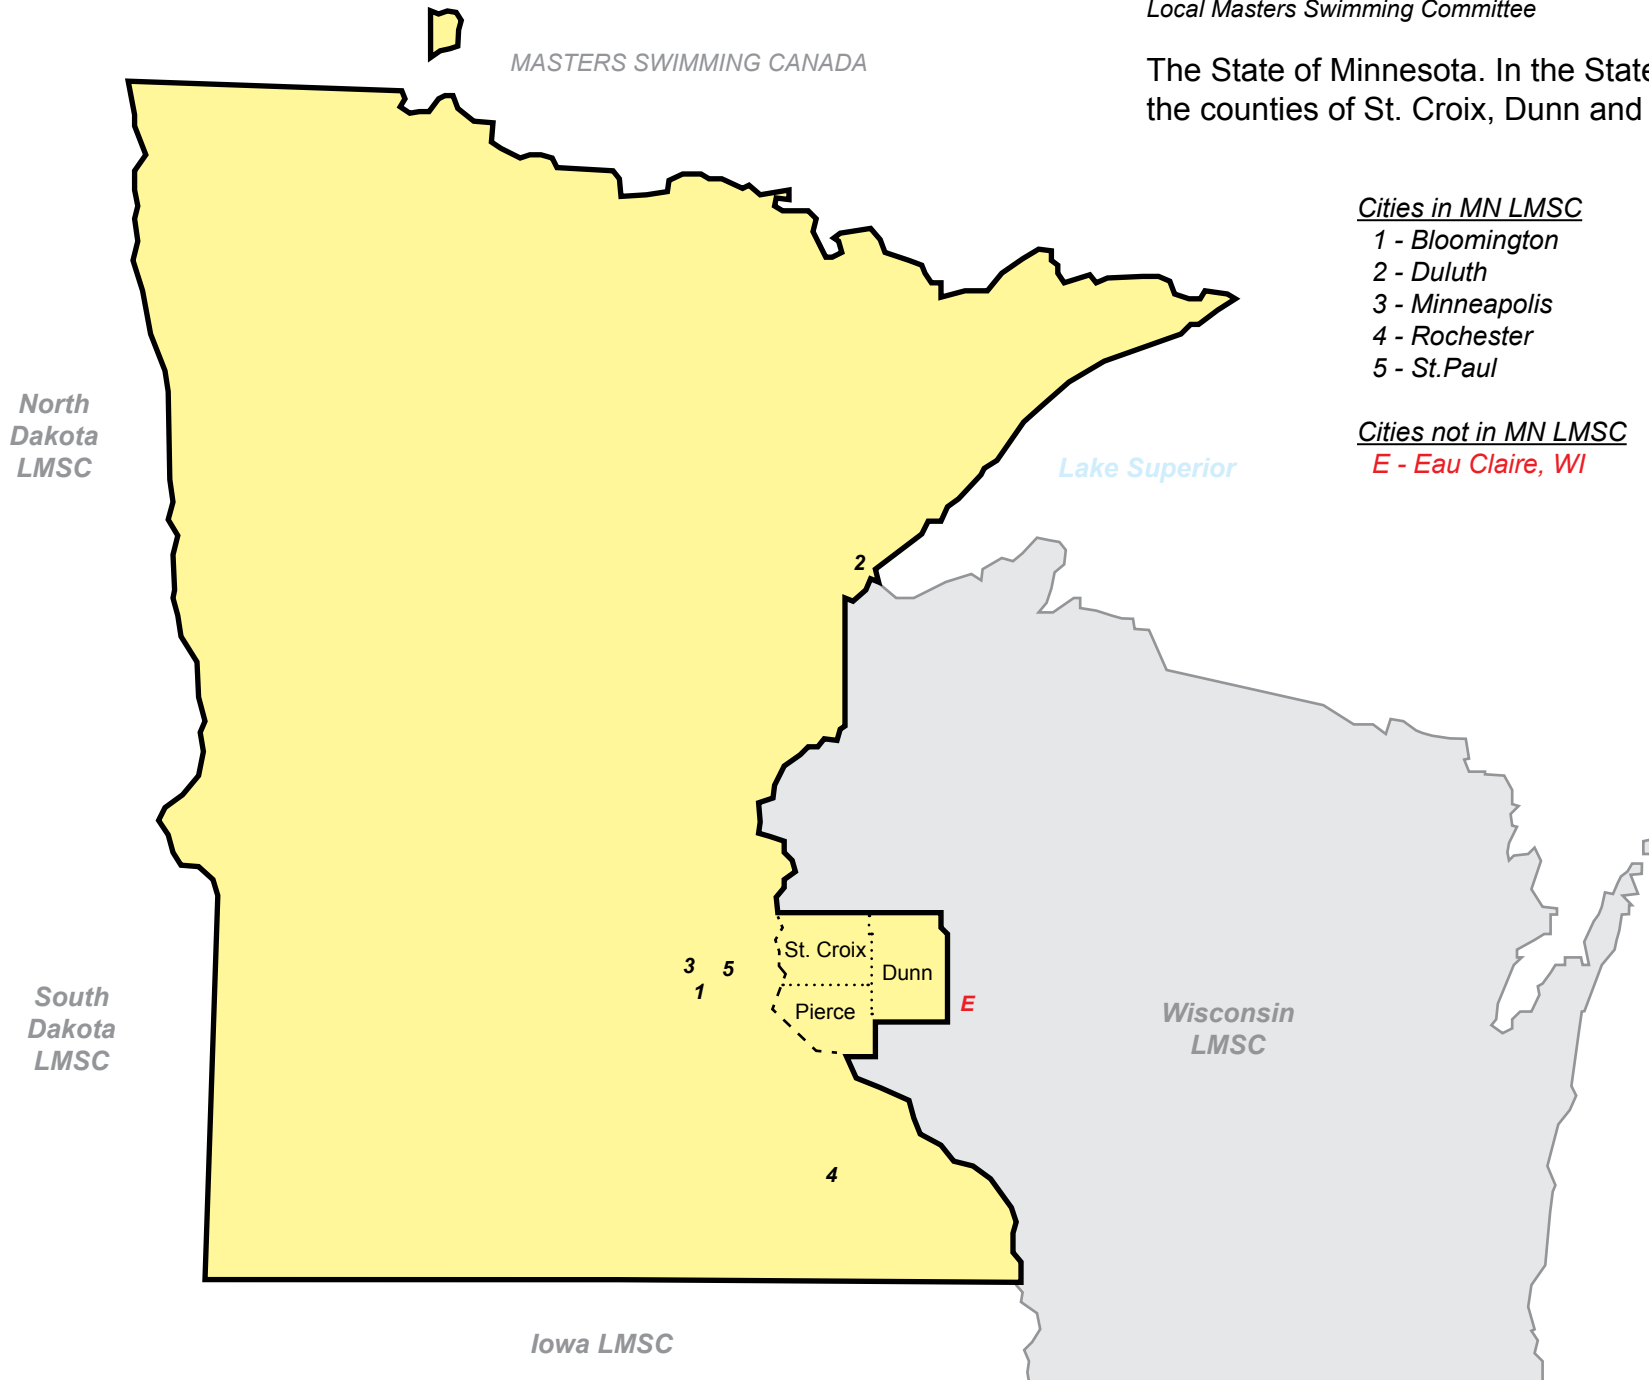 Local Masters Swimming Committee
MASTERS SWIMMING CANADA
The State of Minnesota. In the State
the counties of St. Croix, Dunn and
Cities in MN LMSC
1 - Bloomington
2 - Duluth
3 - Minneapolis
4 - Rochester
5 - St.Paul
Cities not in MN LMSC
E - Eau Claire, WI
North
Dakota
LMSC
Lake Superior
2
St. Croix
Dunn
Pierce
3
5
1
E
South
Dakota
LMSC
Wisconsin
LMSC
4
Iowa LMSC